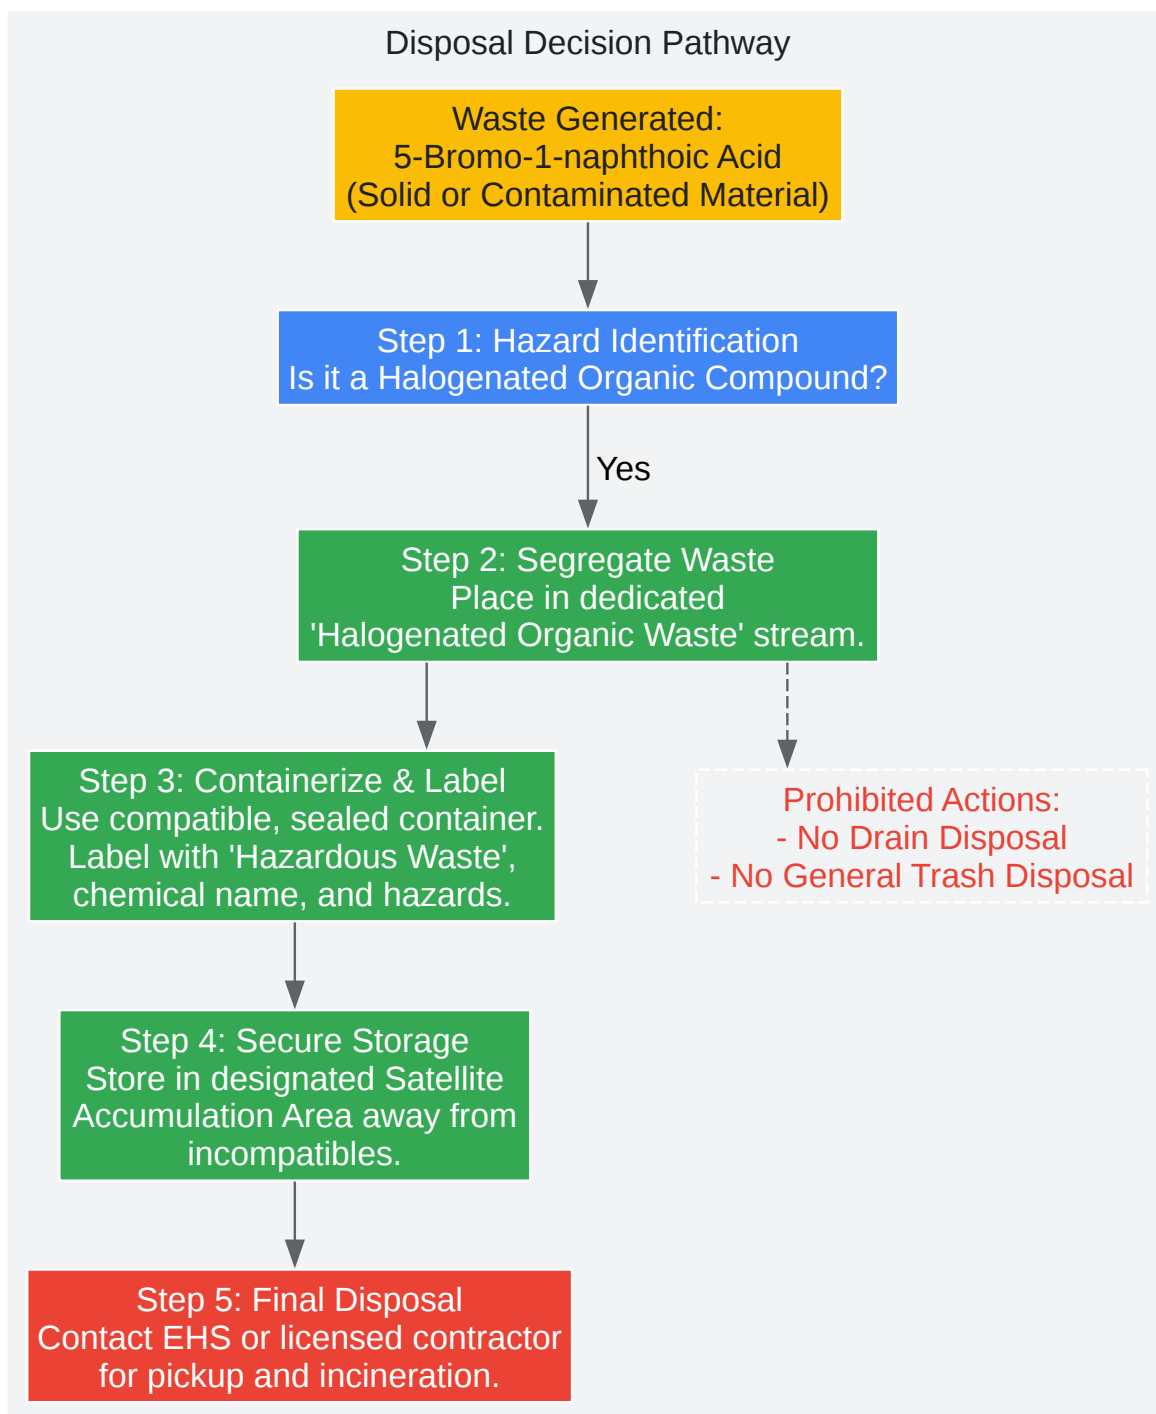 Disposal Decision Pathway
Waste Generated:
5-Bromo-1-naphthoic Acid
(Solid or Contaminated Material)
Step 1: Hazard Identification
Is it a Halogenated Organic Compound?
Yes
Step 2: Segregate Waste
Place in dedicated
'Halogenated Organic Waste' stream.
Step 3: Containerize & Label
Use compatible, sealed container.
Label with 'Hazardous Waste',
chemical name, and hazards.
Prohibited Actions:
- No Drain Disposal
- No General Trash Disposal
Step 4: Secure Storage
Store in designated Satellite
Accumulation Area away from
incompatibles.
Step 5: Final Disposal
Contact EHS or licensed contractor
for pickup and incineration.